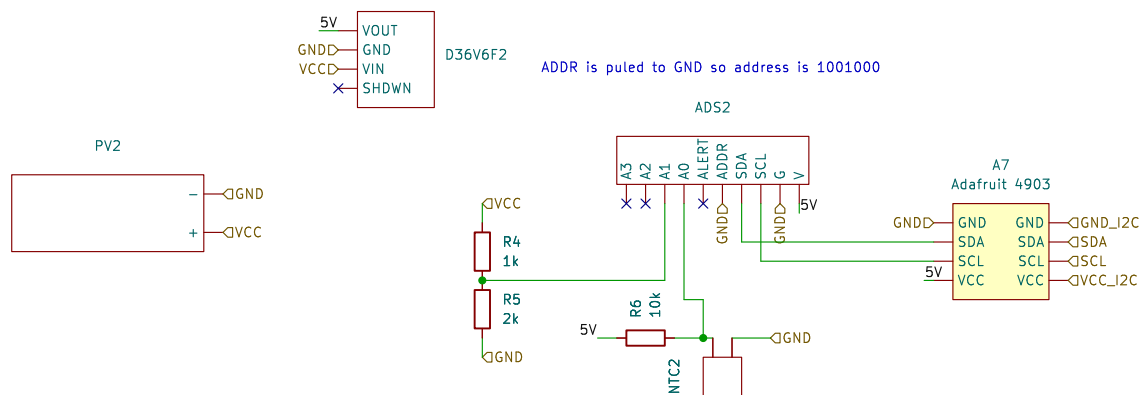 5V
VOUT
GND
GND
VCC
VIN
SHDWN
D36V6F2
ADDR is puled to GND so address is 1001000
PV2
-
GND
+
VCC
ADS2
A3
A2
A1
A0
ALERT
ADDR
SDA
SCL
G
V
GND
GND
5V
A7
Adafruit 4903
GND
GND
GND
GND_I2C
SDA
SDA
SDA
SCL
SCL
SCL
5V
VCC
VCC
VCC_I2C
VCC
R4
1k
R5
2k
GND
5V
R6
10k
GND
NTC2